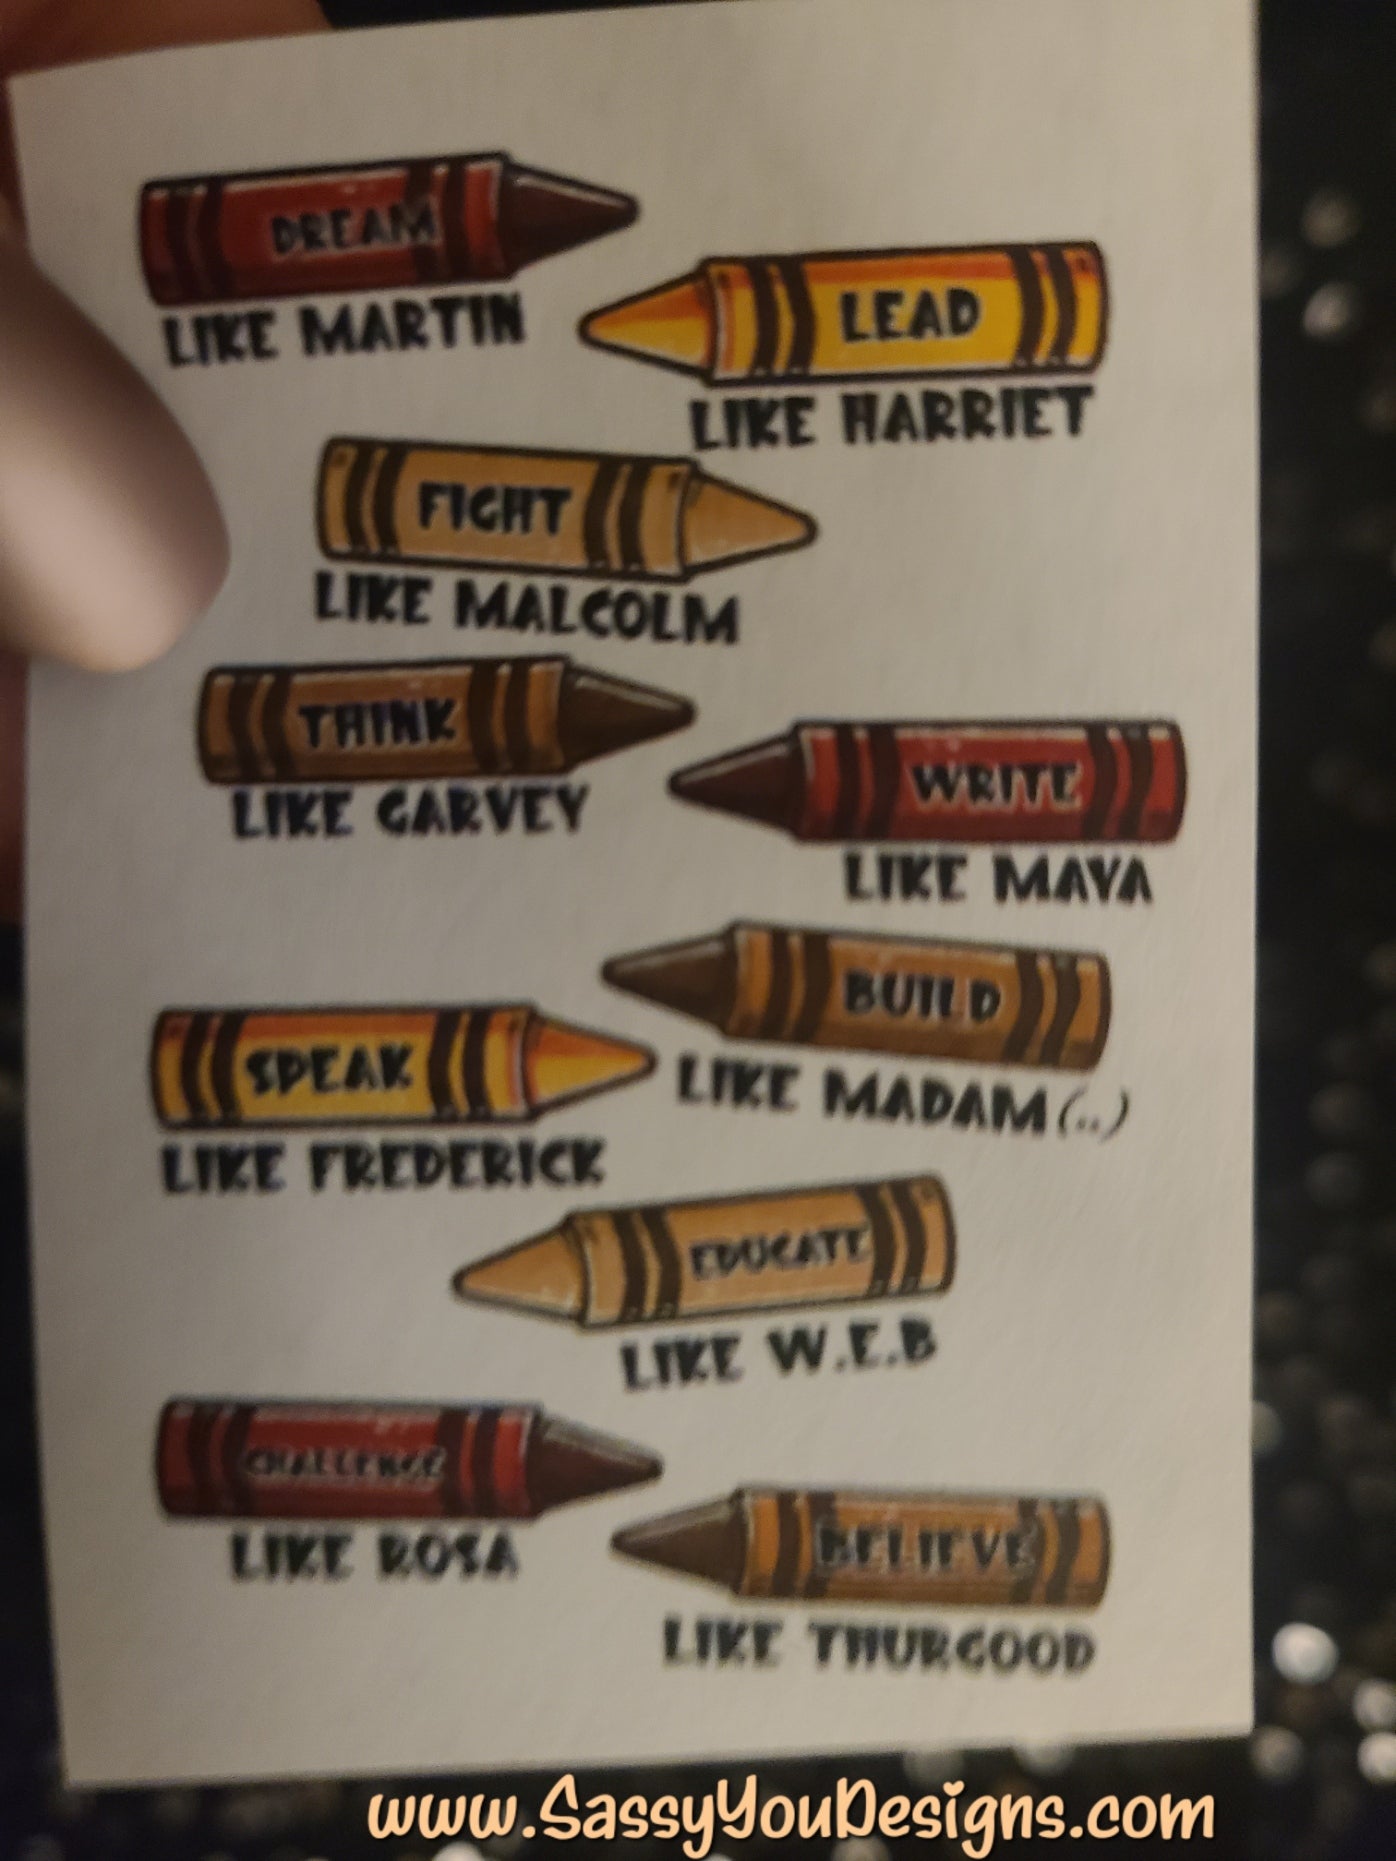 DREAM
LIKE MARTIN
LEAD
LIKE HARRIET
FIGHT
LIKE MALCOLM
THINK
LIKE GARVEY
WRITE
LIKE MAYA
BUILD
LIKE MADAM (..)
SPEAK
LIKE FREDERICK
EDUCATE
LIKE W.E.B
CHALLENGE
LIKE ROSA
BELIEVE
LIKE THURGOOD
www.SassyYouDesigns.com